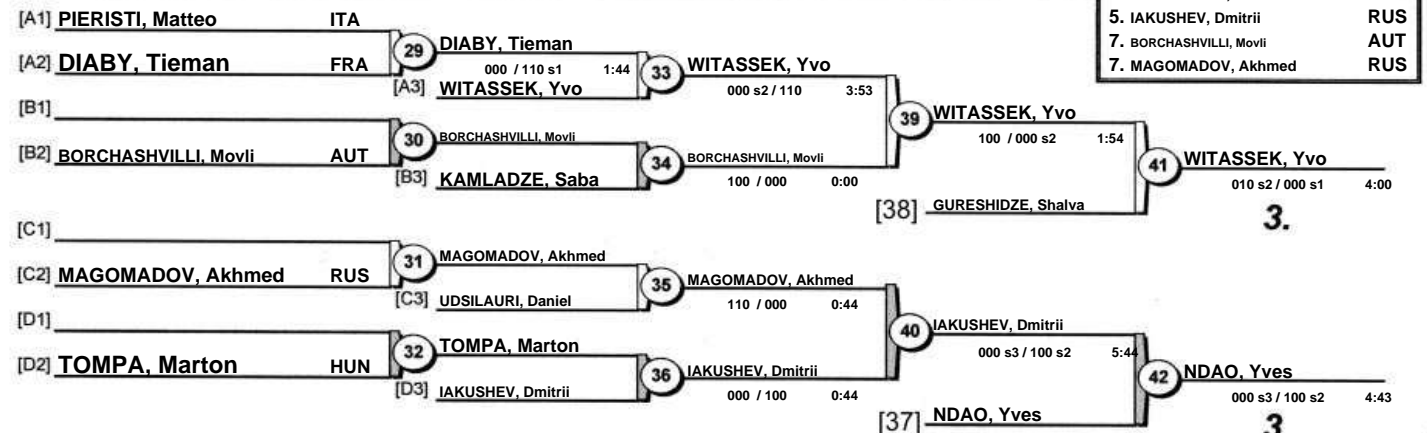 [A1] PIERISTI, Matteo ITA
[A2] DIABY, Tieman FRA
29
DIABY, Tieman
000 / 110 s1 1:44
[A3] WITASSEK, Yvo
33
WITASSEK, Yvo
000 s2 / 110 3:53
[B1]
[B2] BORCHASHVILLI, Movli AUT
30
BORCHASHVILLI, Movli
[B3] KAMLADZE, Saba
34
BORCHASHVILLI, Movli
100 / 000 0:00
39
WITASSEK, Yvo
100 / 000 s2 1:54
[38] GURESHIDZE, Shalva
41
WITASSEK, Yvo
010 s2 / 000 s1 4:00
3.
[C1]
[C2] MAGOMADOV, Akhmed RUS
31
MAGOMADOV, Akhmed
[C3] UDSILAURI, Daniel
35
MAGOMADOV, Akhmed
110 / 000 0:44
[D1]
[D2] TOMPA, Marton HUN
32
TOMPA, Marton
[D3] IAKUSHEV, Dmitrii
36
IAKUSHEV, Dmitrii
000 / 100 0:44
40
IAKUSHEV, Dmitrii
000 s3 / 100 s2 5:44
[37] NDAO, Yves
42
NDAO, Yves
000 s3 / 100 s2 4:43
3
5. IAKUSHEV, Dmitrii RUS
7. BORCHASHVILLI, Movli AUT
7. MAGOMADOV, Akhmed RUS